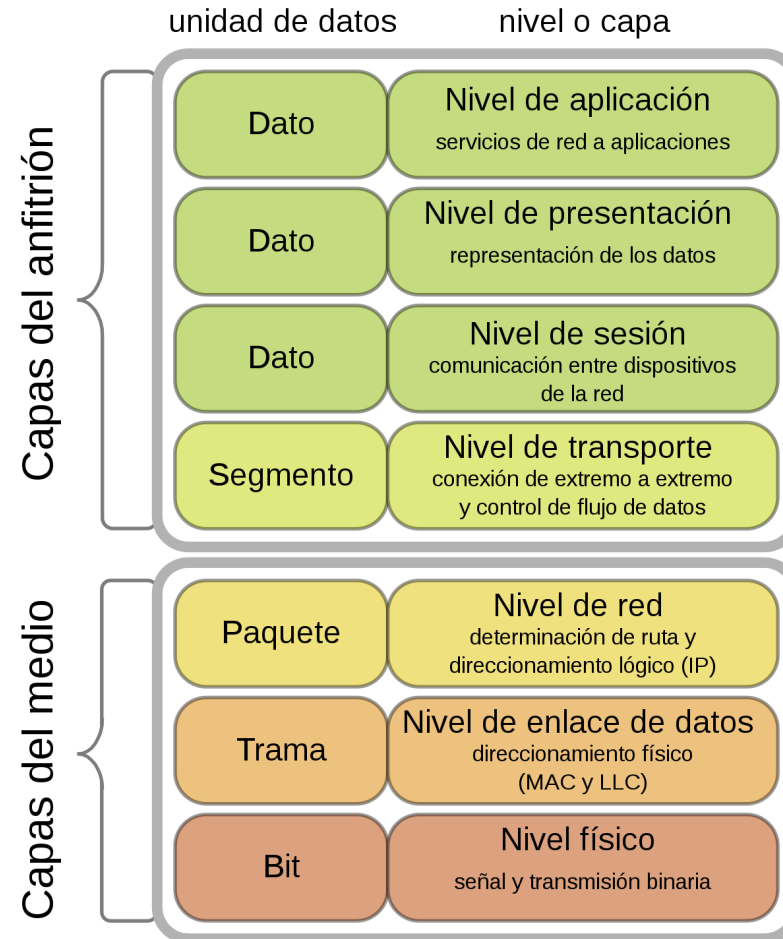 unidad de datos
nivel o capa
Capas del anfitrión
Dato
Nivel de aplicación
servicios de red a aplicaciones
Dato
Nivel de presentación
representación de los datos
Dato
Nivel de sesión
comunicación entre dispositivos
de la red
Segmento
Nivel de transporte
conexión de extremo a extremo
y control de flujo de datos
Capas del medio
Paquete
Nivel de red
determinación de ruta y
direccionamiento lógico (IP)
Trama
Nivel de enlace de datos
direccionamiento físico
(MAC y LLC)
Bit
Nivel físico
señal y transmisión binaria